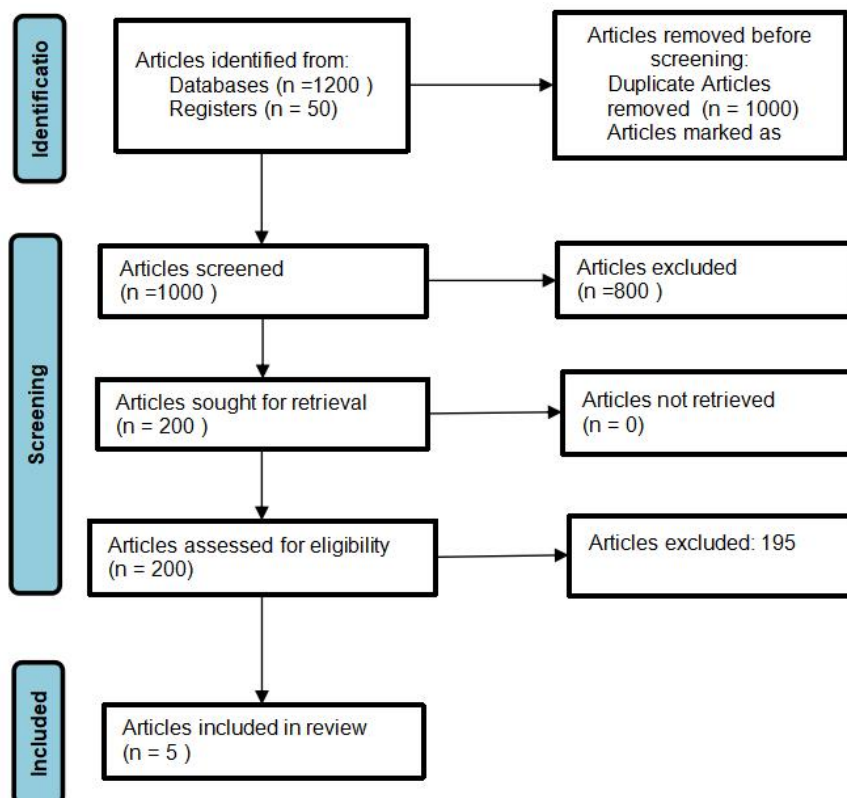 Identificatio
Articles identified from:
Databases (n =1200 )
Registers (n = 50)
Articles removed before
screening:
Duplicate Articles
removed (n = 1000)
Articles marked as
Screening
Articles screened
(n =1000 )
Articles excluded
(n =800 )
Articles sought for retrieval
(n = 200 )
Articles not retrieved
(n = 0)
Articles assessed for eligibility
(n = 200)
Articles excluded: 195
Included
Articles included in review
(n = 5 )